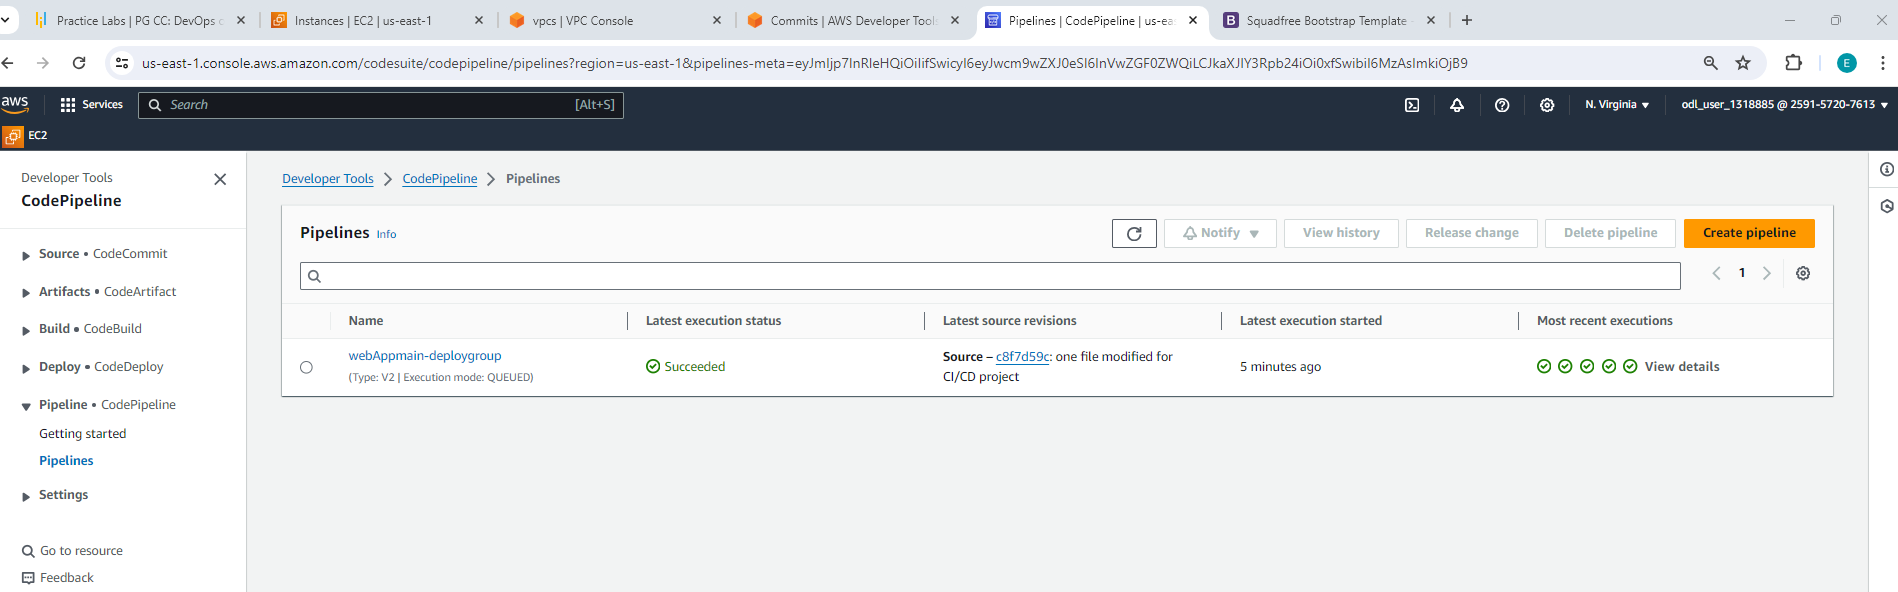 Practice Labs | PG CC: DevOps c
Instances | EC2 | us-east-1
vpcs | VPC Console
Commits | AWS Developer Tools
Pipelines | CodePipeline | us-ea
Squadfree Bootstrap Template
us-east-1.console.aws.amazon.com/codesuite/codepipeline/pipelines?region=us-east-1&pipelines-meta=
E
aws
Services
Search
[Alt+S]
N. Virginia
odl_user_1318885 @ 2591-5720-7613
EC2
Developer Tools
CodePipeline
Source • CodeCommit
Artifacts • CodeArtifact
Build • CodeBuild
Deploy • CodeDeploy
Pipeline • CodePipeline
Getting started
Pipelines
Settings
Go to resource
Feedback
Developer Tools
CodePipeline
Pipelines
Pipelines Info
Notify
View history
Release change
Delete pipeline
Create pipeline
1
Name
Latest execution status
Latest source revisions
Latest execution started
Most recent executions
webAppmain-deploygroup
(Type: V2 | Execution mode: QUEUED)
Succeeded
Source – c8f7d59c: one file modified for
CI/CD project
5 minutes ago
View details